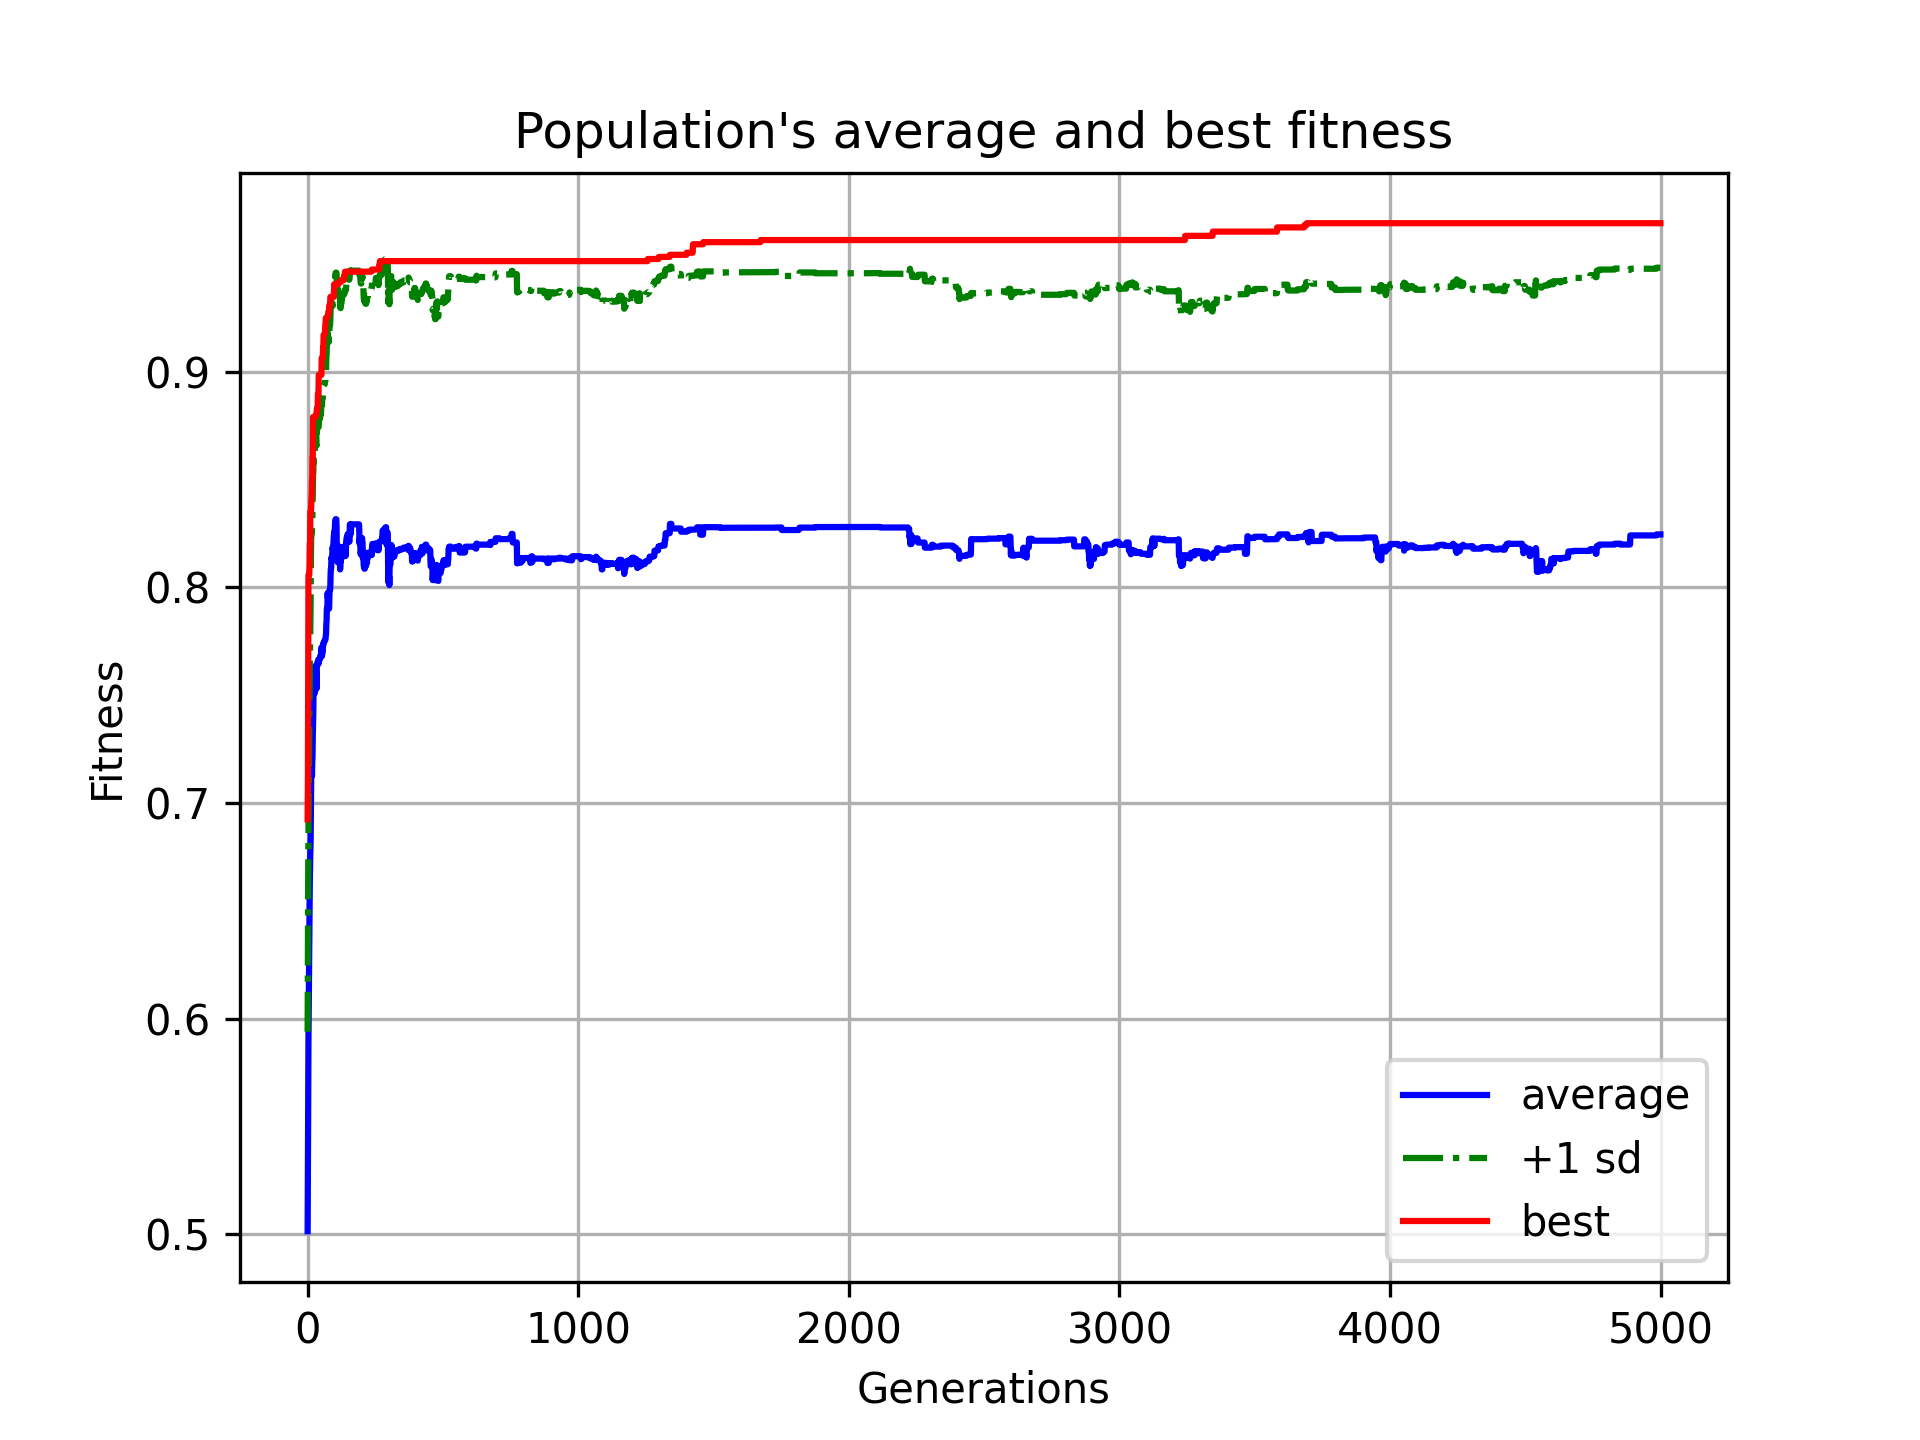 Population's average and best fitness
Fitness
0.9
0.8
0.7
0.6
0.5
0 1000 2000 3000 4000 5000
Generations
average
+1 sd
best